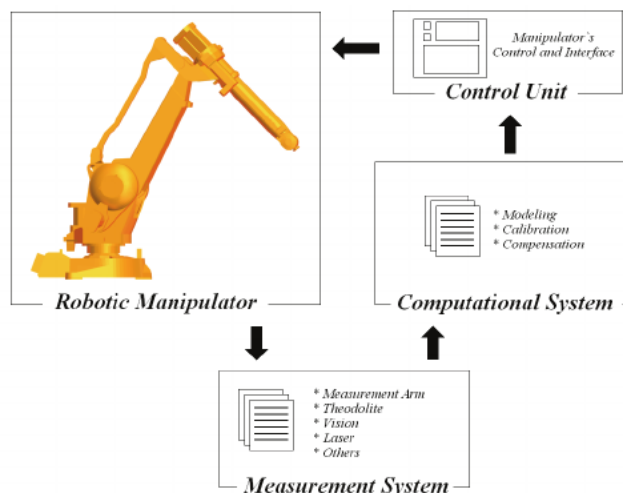 Manipulator`s
Control and Interface
Control Unit
* Modeling
* Calibration
* Compensation
Robotic Manipulator
Computational System
* Measurement Arm
* Theodolite
* Vision
* Laser
* Others
Measurement System